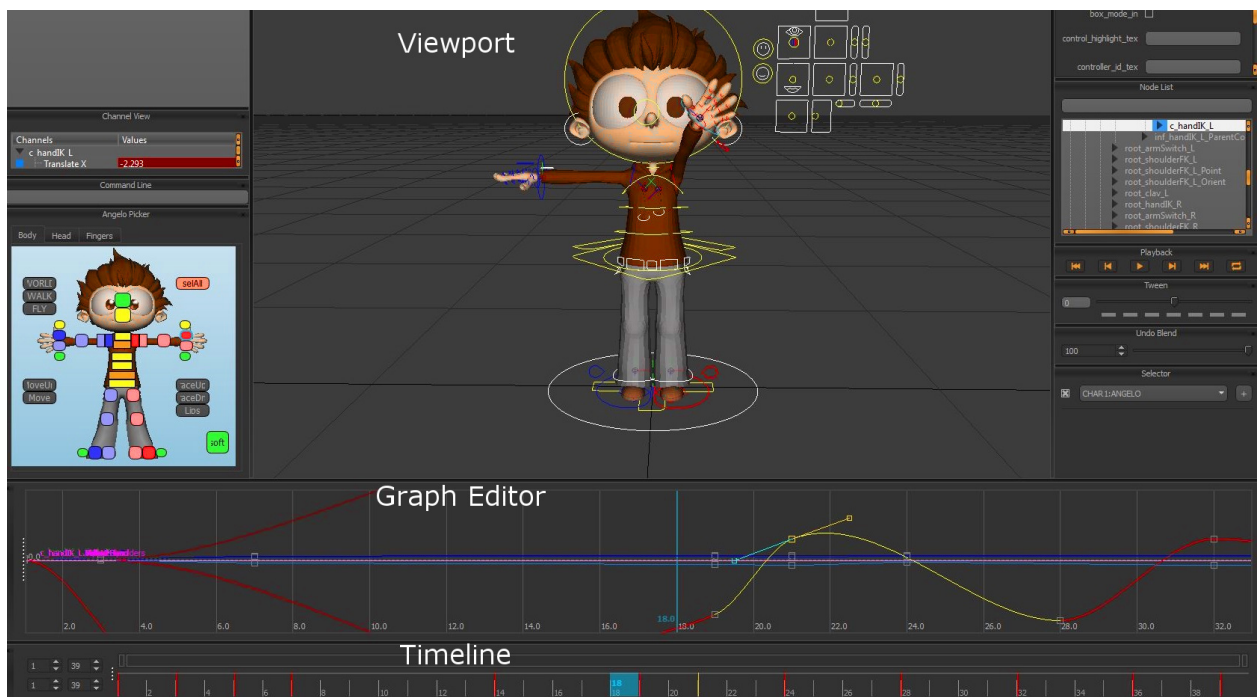 Viewport
Channel View
Channels Values
c_handIK_L
Translate X -2.293
Command Line
Angelo Picker
Body Head Fingers
WALK
FLY
selAll
Move
Lips
soft
box_mode_in
control_highlight_tex
controller_id_tex
Node List
c_handIK_L
inf_handIK_L_ParentCo
root_armSwitch_L
root_shoulderFK_L
root_shoulderFK_L_Point
root_shoulderFK_L_Orient
root_clav_L
root_handIK_R
root_armSwitch_R
root_shoulderFK_R
Playback
Tween
0
Undo Blend
100
Selector
CHAR1:ANGELO
Graph Editor
18.0
2.0 4.0 6.0 8.0 10.0 12.0 14.0 16.0 18.0 20.0 22.0 24.0 26.0 28.0 30.0 32.0
Timeline
1 39
1 39
18
2 4 6 8 10 12 14 16 18 20 22 24 26 28 30 32 34 36 38